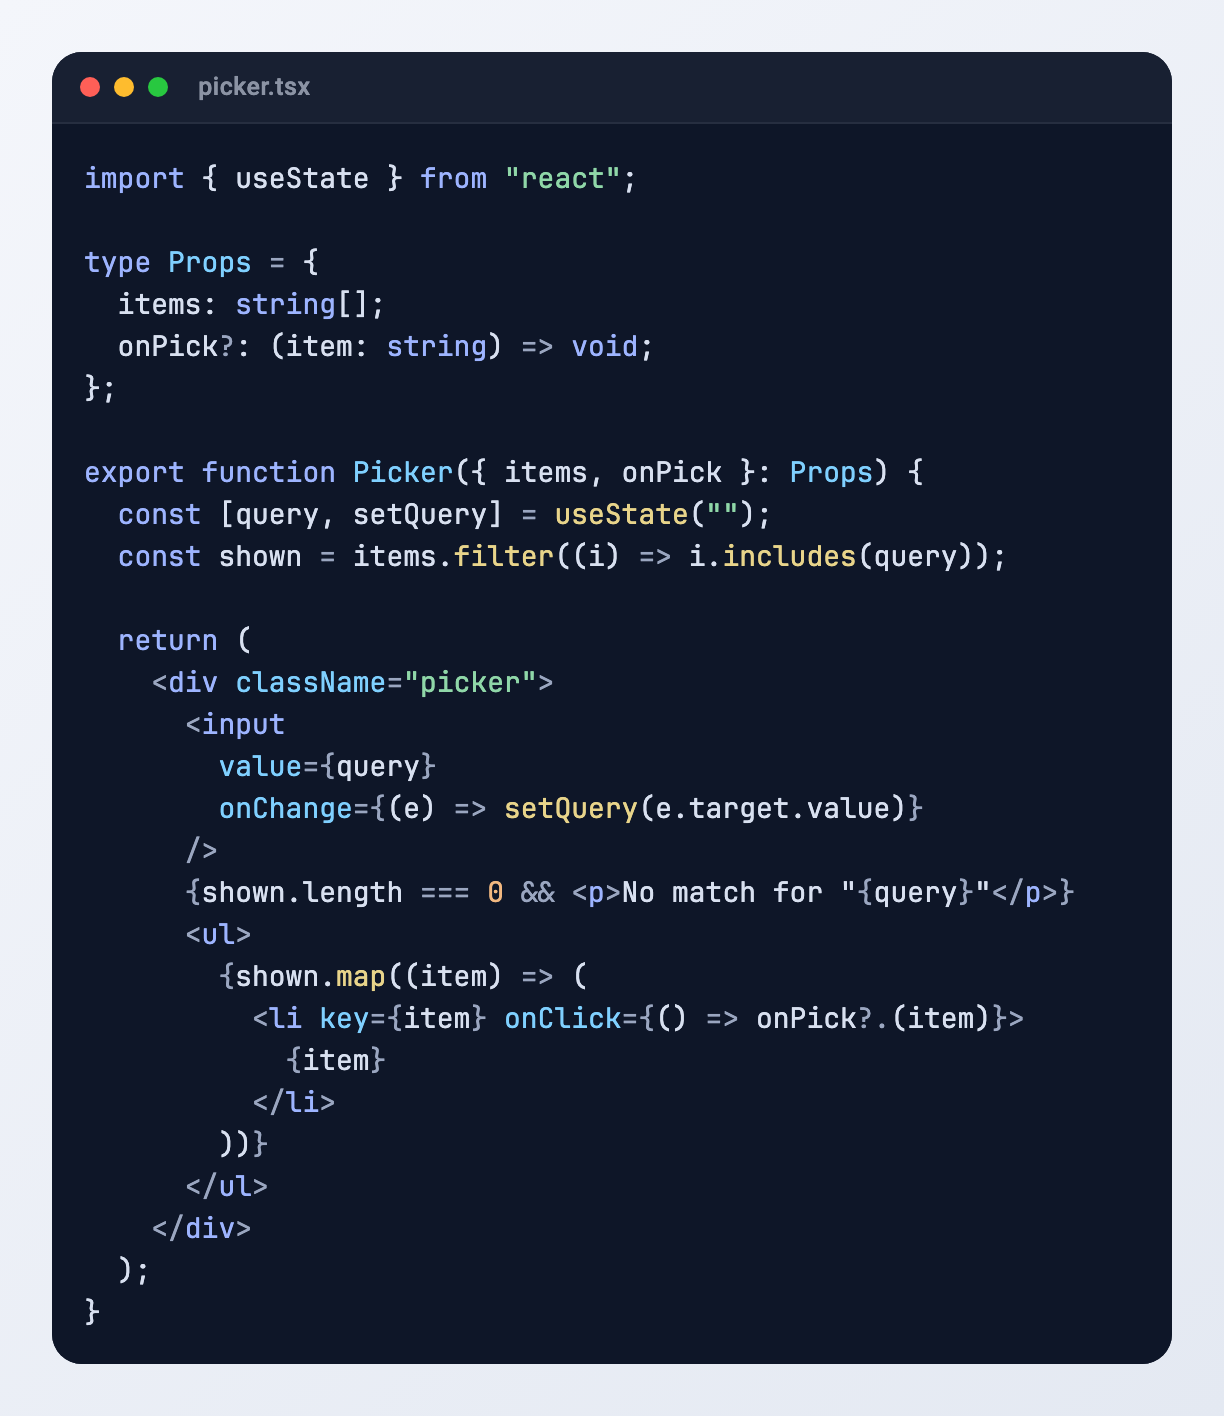 picker.tsx
import { useState } from "react";
type Props = {
  items: string[];
  onPick?: (item: string) => void;
};
export function Picker({ items, onPick }: Props) {
  const [query, setQuery] = useState("");
  const shown = items.filter((i) => i.includes(query));
  return (
    <div className="picker">
      <input
        value={query}
        onChange={(e) => setQuery(e.target.value)}
      />
      {shown.length === 0 && <p>No match for "{query}"</p>}
      <ul>
        {shown.map((item) => (
          <li key={item} onClick={() => onPick?.(item)}>
            {item}
          </li>
        ))}
      </ul>
    </div>
  );
}